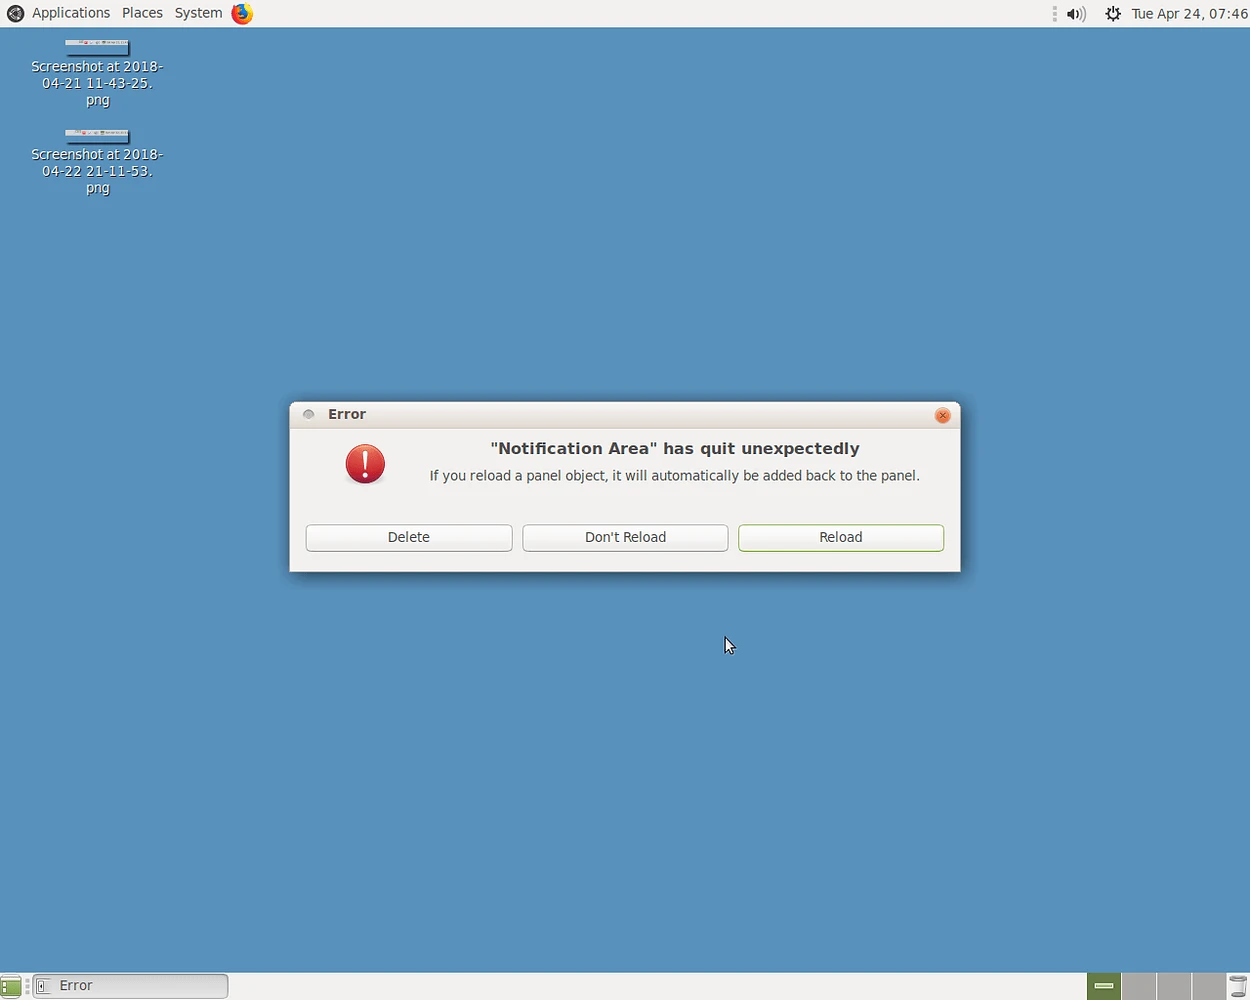 Applications Places System
Tue Apr 24, 07:46
Screenshot at 2018-
04-21 11-43-25.
png
Screenshot at 2018-
04-22 21-11-53.
png
Error
"Notification Area" has quit unexpectedly
If you reload a panel object, it will automatically be added back to the panel.
Delete
Don't Reload
Reload
Error